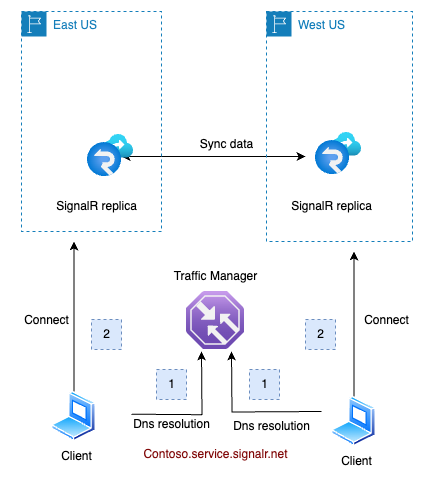 East US
West US
Sync data
SignalR replica
SignalR replica
Traffic Manager
Connect
2
2
Connect
1
1
Dns resolution
Dns resolution
Client
Contoso.service.signalr.net
Client